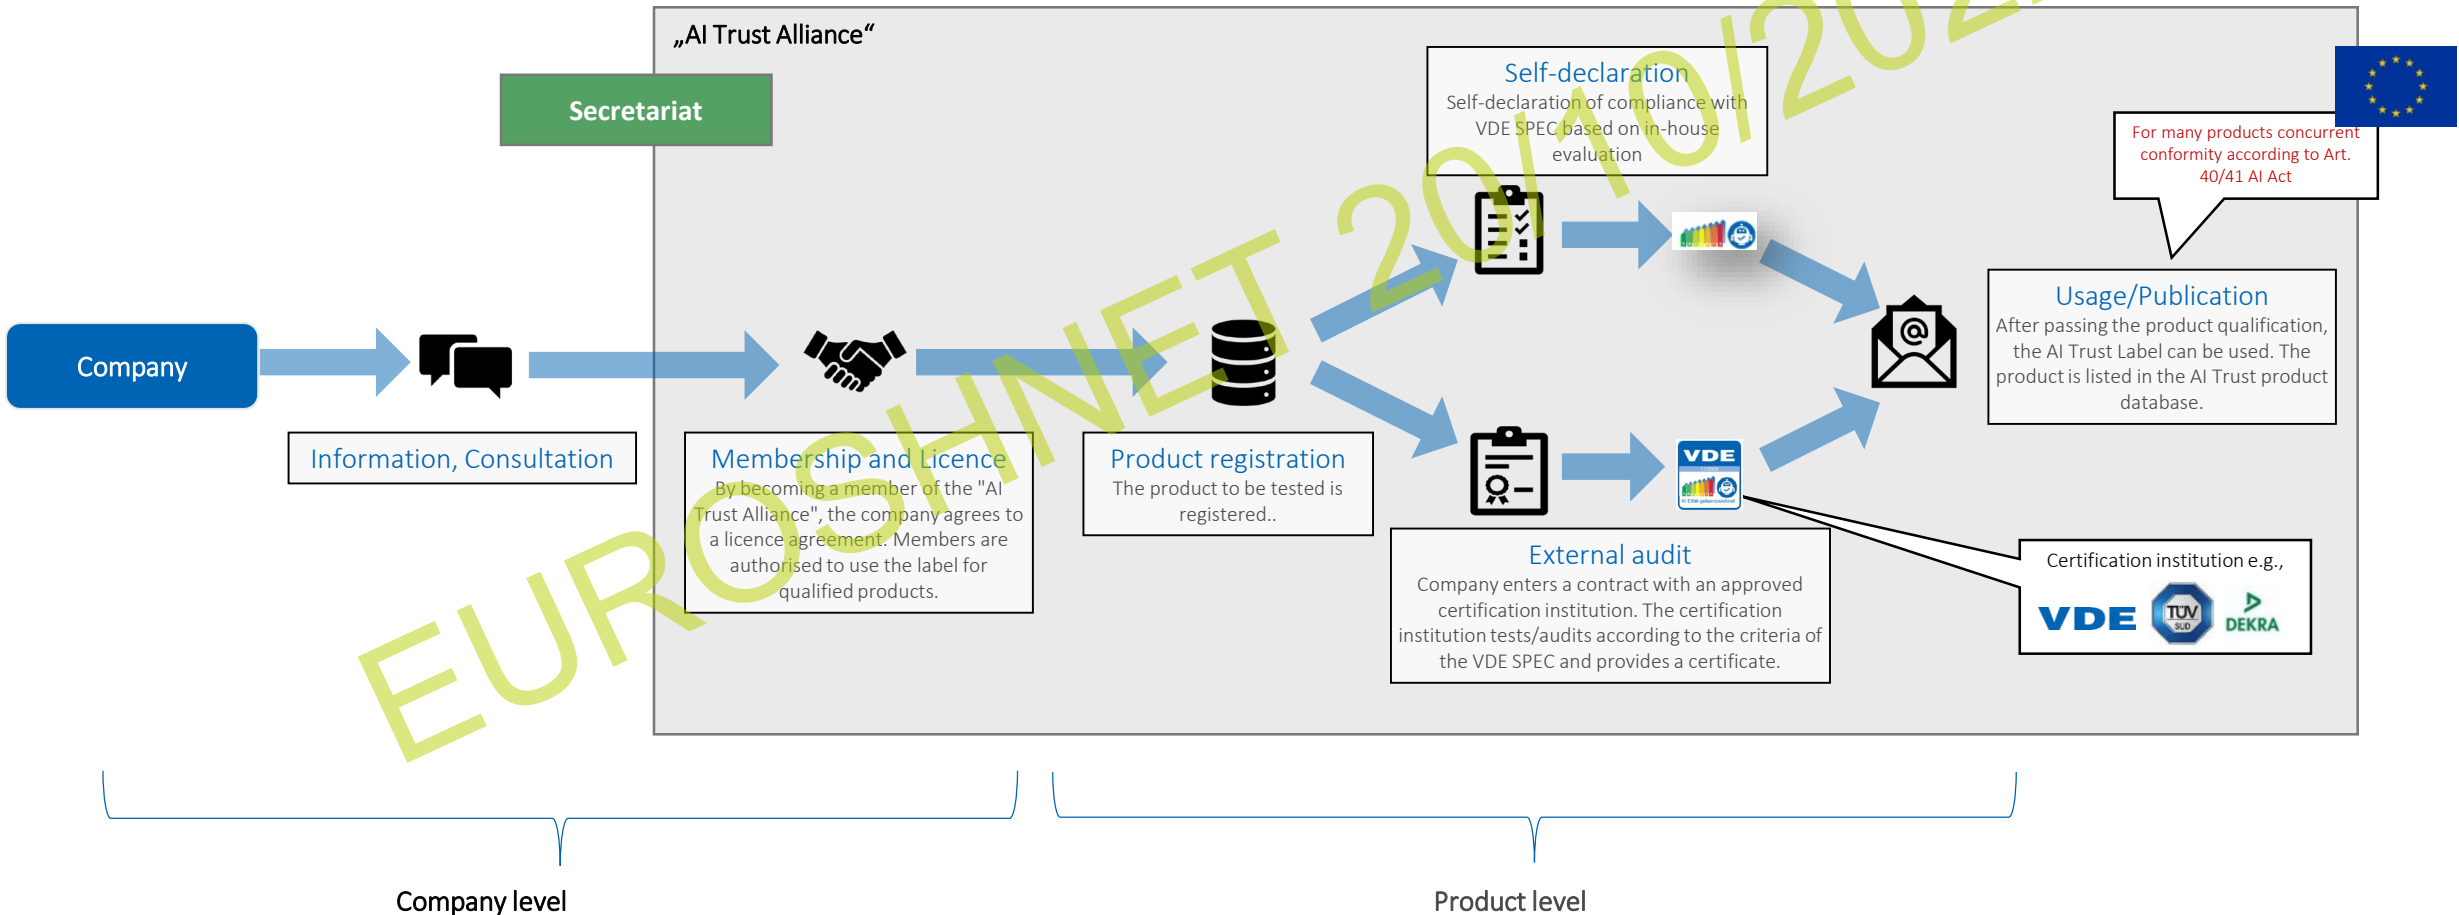 „AI Trust Alliance“
Secretariat
Company
Information, Consultation
Membership and Licence
By becoming a member of the "AI
Trust Alliance", the company agrees to
a licence agreement. Members are
authorised to use the label for
qualified products.
Product registration
The product to be tested is
registered..
Self-declaration
Self-declaration of compliance with
VDE SPEC based on in-house
evaluation
External audit
Company enters a contract with an approved
certification institution. The certification
institution tests/audits according to the criteria of
the VDE SPEC and provides a certificate.
VDE
For many products concurrent
conformity according to Art.
40/41 AI Act
Usage/Publication
After passing the product qualification,
the AI Trust Label can be used. The
product is listed in the AI Trust product
database.
Certification institution e.g.,
VDE
TÜV
SÜD
DEKRA
Company level
Product level
EUROSHNET 20/10/202